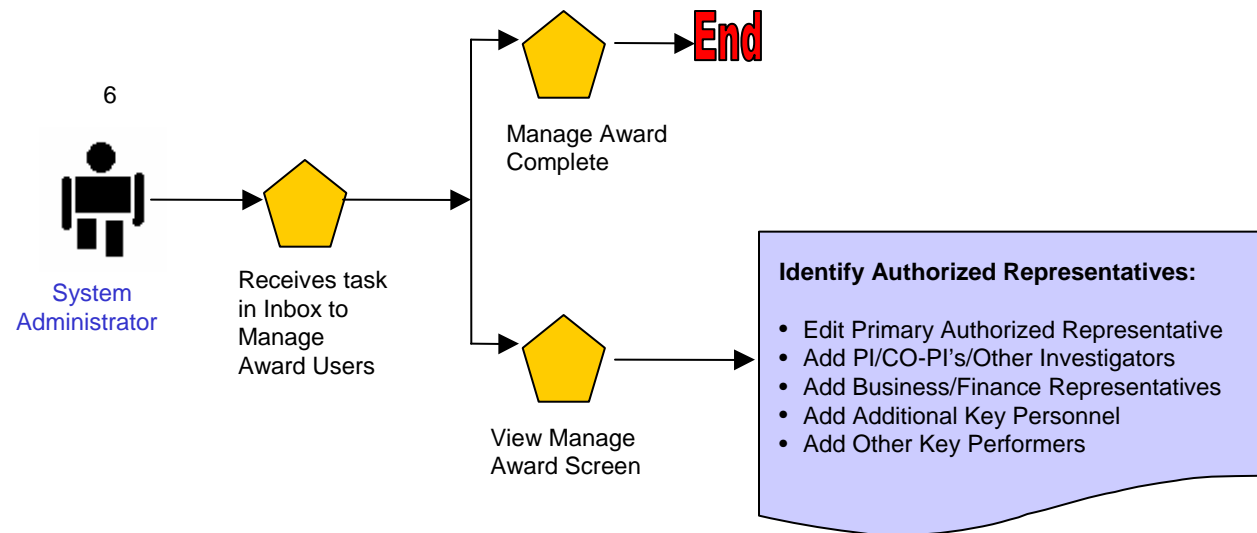 6
System
Administrator
Receives task
in Inbox to
Manage
Award Users
Manage Award
Complete
End
View Manage
Award Screen
Identify Authorized Representatives:
• Edit Primary Authorized Representative
• Add PI/CO-PI's/Other Investigators
• Add Business/Finance Representatives
• Add Additional Key Personnel
• Add Other Key Performers